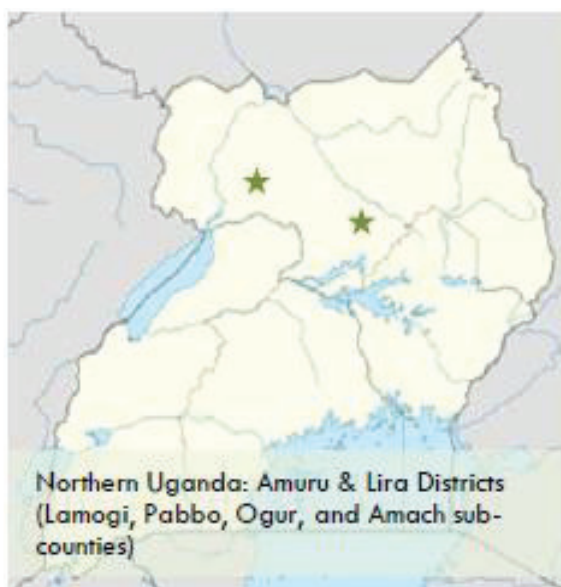 Northern Uganda: Amuru & Lira Districts
(Lamogi, Pabbo, Ogur, and Amach sub-
counties)